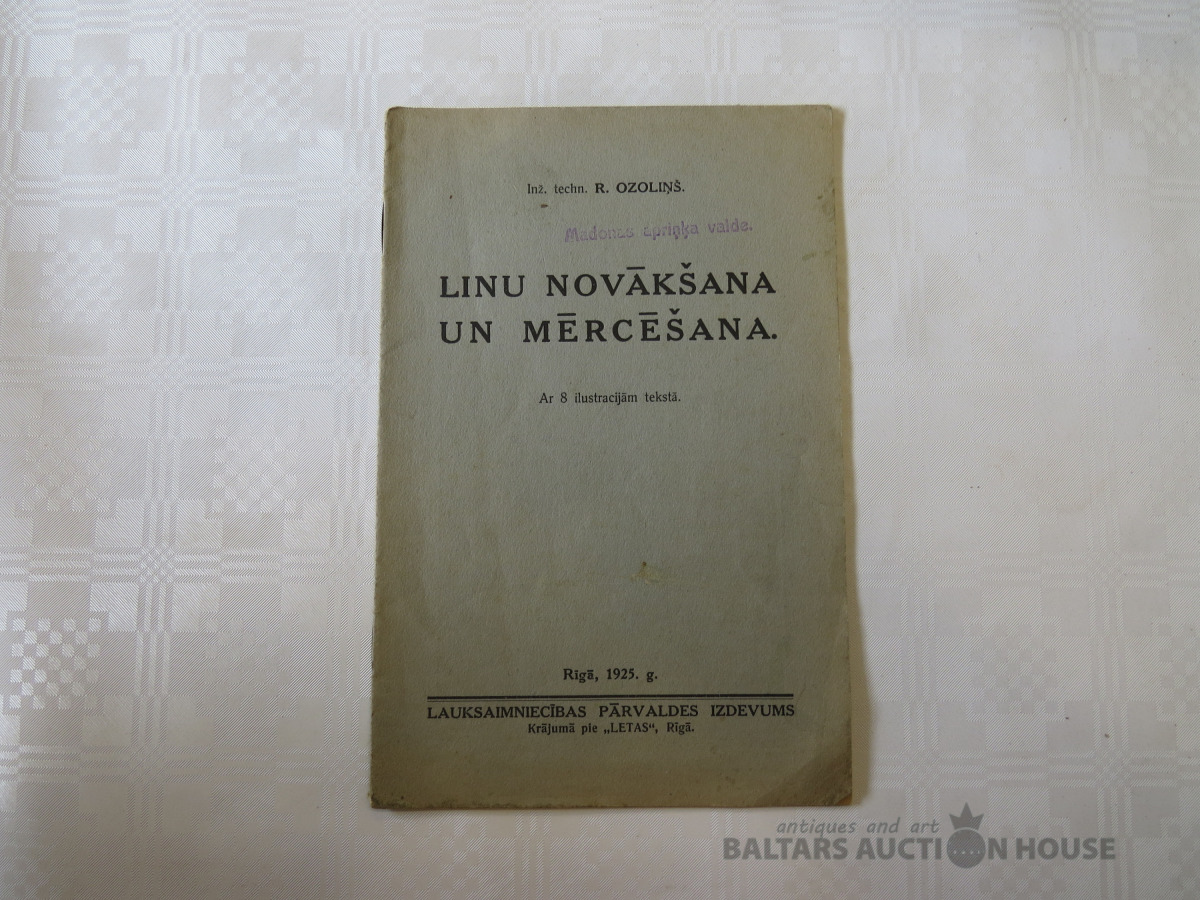 Inž. techn. R. OZOLIŅŠ.
Madonas apriņķa valde.
LINU NOVĀKŠANA
UN MĒRCĒŠANA.
Ar 8 ilustracijām tekstā.
Rīgā, 1925. g.
LAUKSAIMNIECĪBAS PĀRVALDES IZDEVUMS
Krājumā pie „LETAS“, Rīgā.
antiques and art
BALTARS AUCTION HOUSE